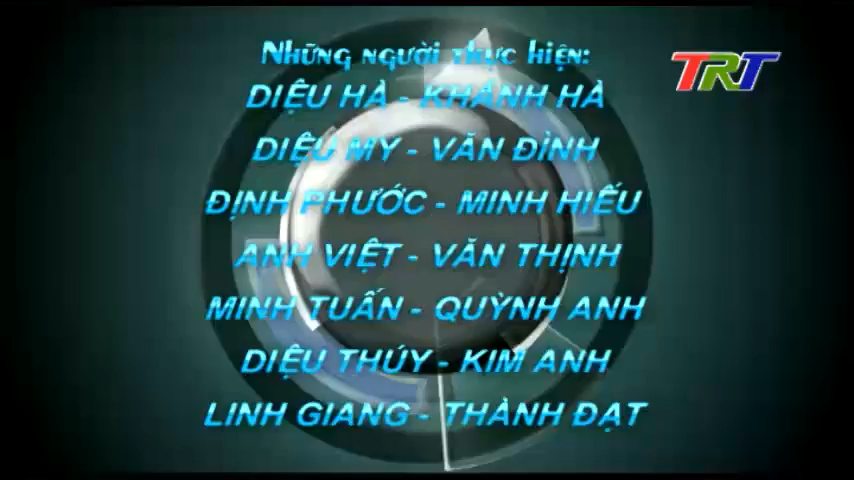 Những người thực hiện:
TRT
DIỆU HÀ - KHÁNH HÀ
DIỆU MY - VĂN ĐÌNH
ĐỊNH PHƯỚC - MINH HIẾU
ANH VIỆT - VĂN THỊNH
MINH TUẤN - QUỲNH ANH
DIỆU THÚY - KIM ANH
LINH GIANG - THÀNH ĐẠT